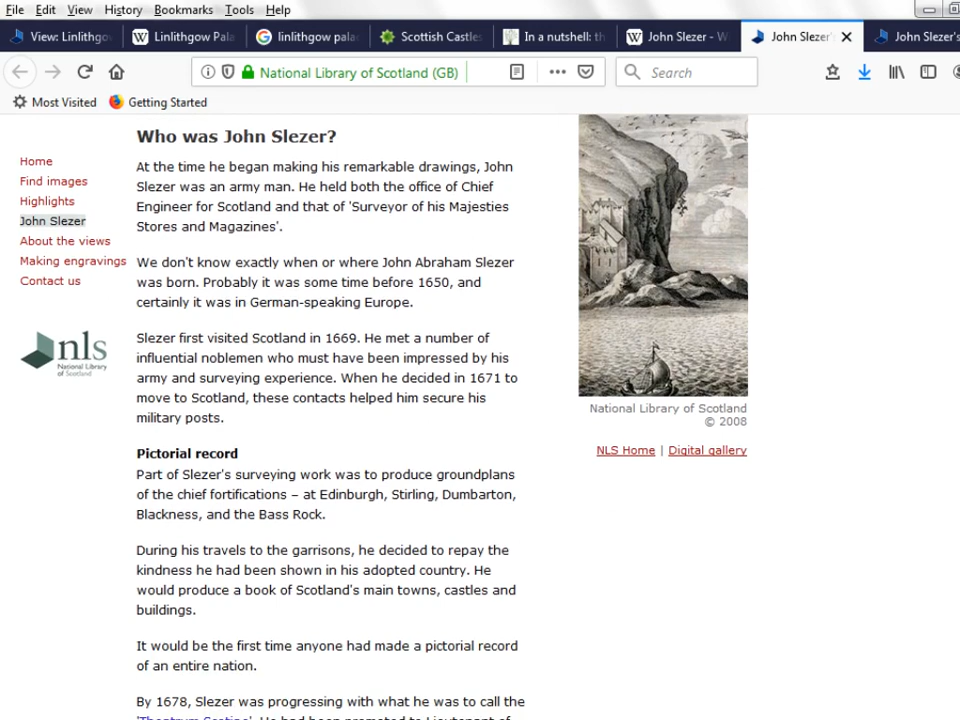 File Edit View History Bookmarks Tools Help
View: Linlithgo
Linlithgow Pala
linlithgow pala
Scottish Castles
In a nutshell: th
John Slezer - W
John Slezer'
John Slezer's
National Library of Scotland (GB)
Search
Most Visited Getting Started
Home
Find images
Highlights
John Slezer
About the views
Making engravings
Contact us
nls
National Library
of Scotland
Who was John Slezer?
At the time he began making his remarkable drawings, John
Slezer was an army man. He held both the office of Chief
Engineer for Scotland and that of 'Surveyor of his Majesties
Stores and Magazines'.
We don't know exactly when or where John Abraham Slezer
was born. Probably it was some time before 1650, and
certainly it was in German-speaking Europe.
Slezer first visited Scotland in 1669. He met a number of
influential noblemen who must have been impressed by his
army and surveying experience. When he decided in 1671 to
move to Scotland, these contacts helped him secure his
military posts.
Pictorial record
Part of Slezer's surveying work was to produce groundplans
of the chief fortifications – at Edinburgh, Stirling, Dumbarton,
Blackness, and the Bass Rock.
During his travels to the garrisons, he decided to repay the
kindness he had been shown in his adopted country. He
would produce a book of Scotland's main towns, castles and
buildings.
It would be the first time anyone had made a pictorial record
of an entire nation.
By 1678, Slezer was progressing with what he was to call the
'Theatrum Scotiae'. He had been promoted to Lieutenant of
National Library of Scotland
© 2008
NLS Home | Digital gallery